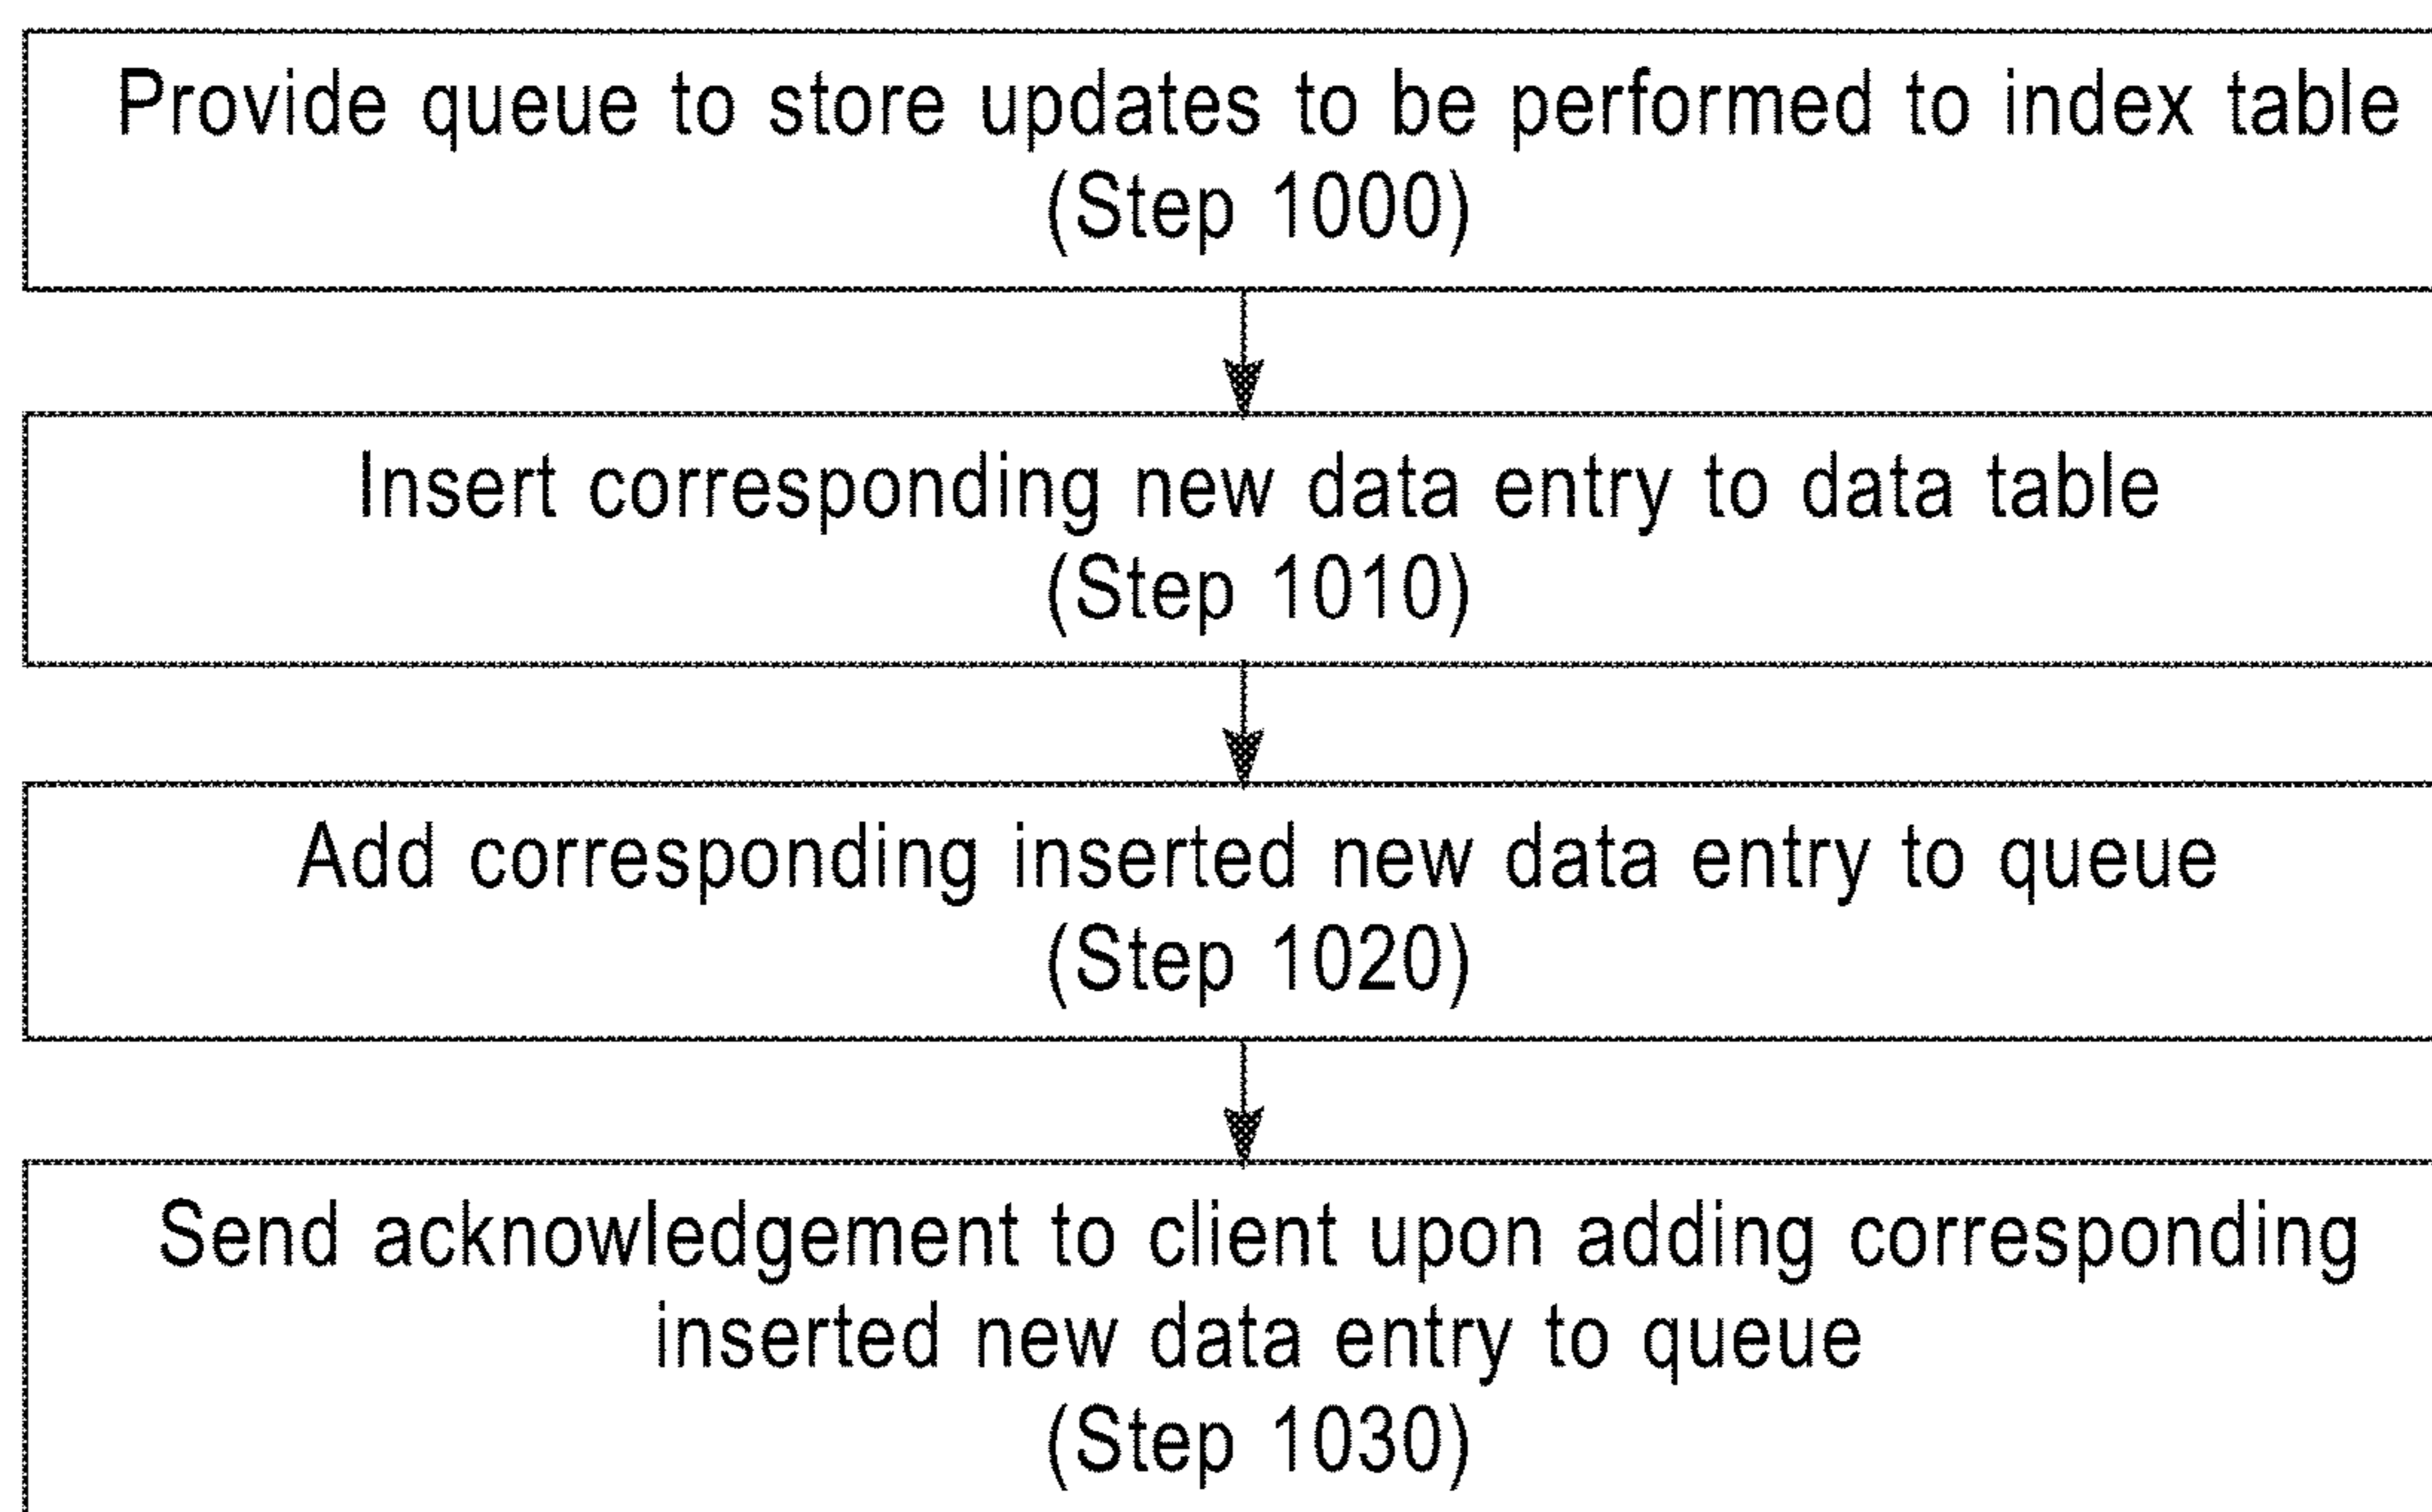 Provide queue to store updates to be performed to index table
(Step 1000)
Insert corresponding new data entry to data table
(Step 1010)
Add corresponding inserted new data entry to queue
(Step 1020)
Send acknowledgement to client upon adding corresponding
inserted new data entry to queue
(Step 1030)